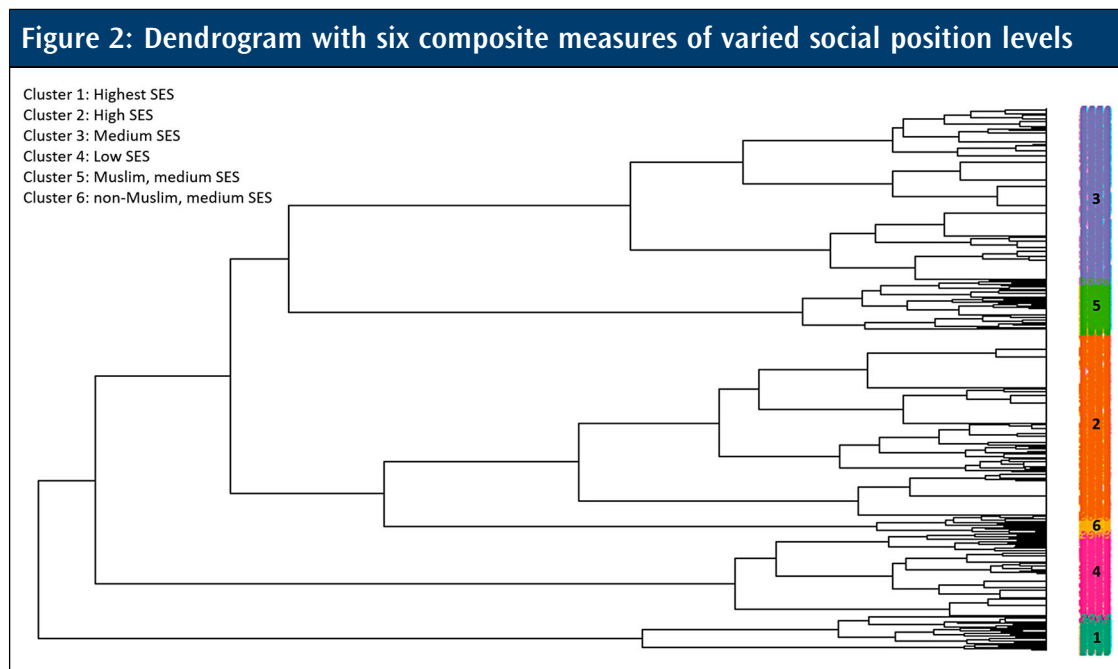 Figure 2: Dendrogram with six composite measures of varied social position levels
Cluster 1: Highest SES
Cluster 2: High SES
Cluster 3: Medium SES
Cluster 4: Low SES
Cluster 5: Muslim, medium SES
Cluster 6: non-Muslim, medium SES
3
5
2
6
4
1